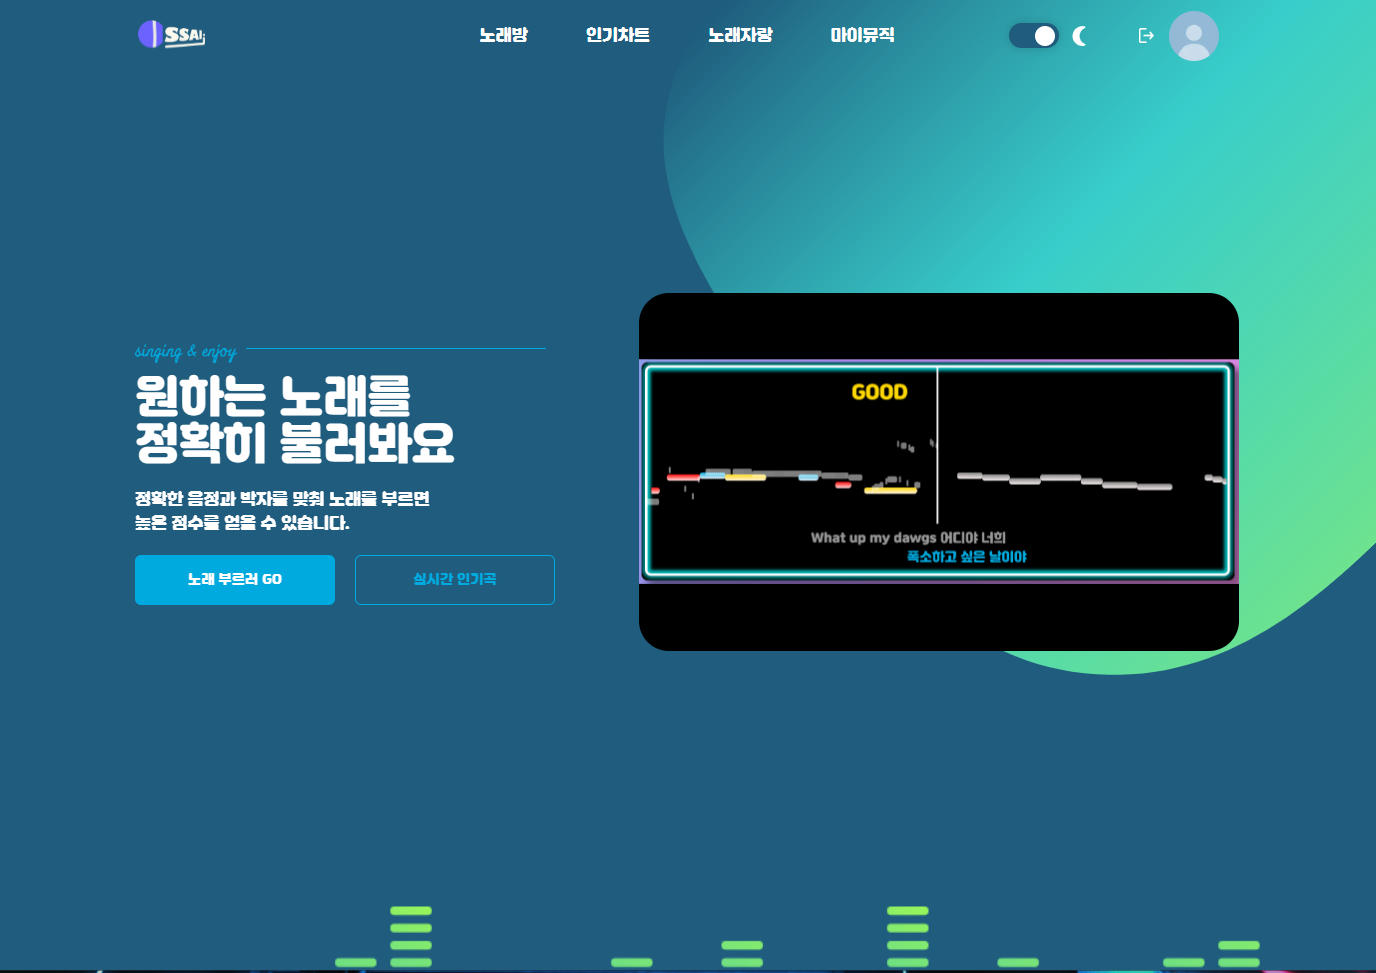 SSAL
노래방
인기차트
노래자랑
마이뮤직
singing & enjoy
원하는 노래를
정확히 불러봐요
정확한 음정과 박자를 맞춰 노래를 부르면
높은 점수를 얻을 수 있습니다.
노래 부르러 GO
실시간 인기곡
GOOD
What up my dawgs 어디야 너희
폭소하고 싶은 날이야